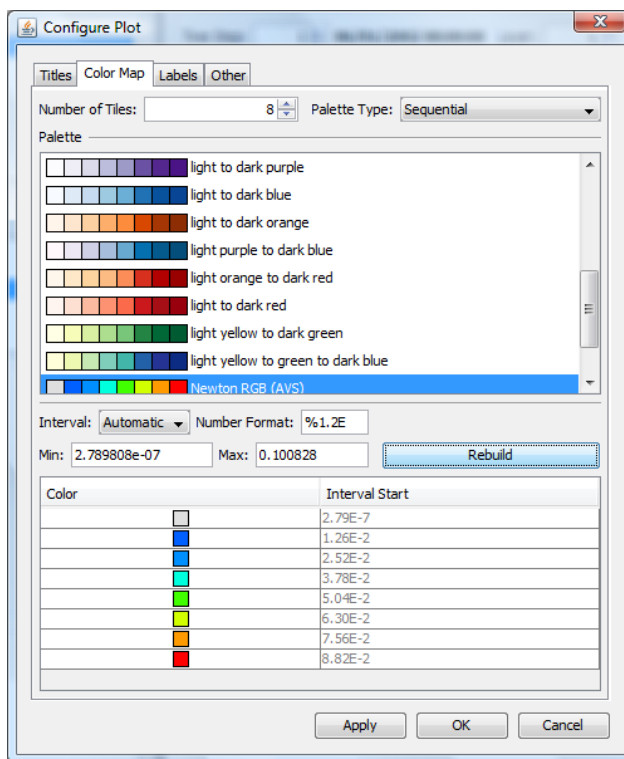 Configure Plot
Titles Color Map Labels Other
Number of Tiles: 8 Palette Type: Sequential
Palette
light to dark purple
light to dark blue
light to dark orange
light purple to dark blue
light orange to dark red
light to dark red
light yellow to dark green
light yellow to green to dark blue
Newton RGB (AVS)
Interval: Automatic Number Format: %1.2E
Min: 2.789808e-07 Max: 0.100828 Rebuild
Color Interval Start
2.79E-7
1.26E-2
2.52E-2
3.78E-2
5.04E-2
6.30E-2
7.56E-2
8.82E-2
Apply OK Cancel